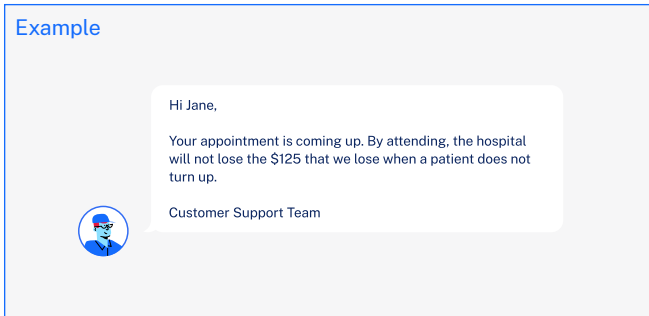 Example
Hi Jane,
Your appointment is coming up. By attending, the hospital
will not lose the $125 that we lose when a patient does not
turn up.
Customer Support Team